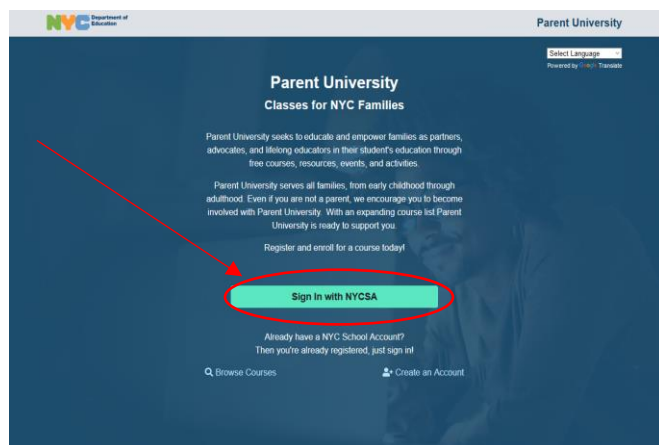 NYC Department of
Education
Parent University
Select Language
Powered by Google Translate
Parent University
Classes for NYC Families
Parent University seeks to educate and empower families as partners,
advocates, and lifelong educators in their student's education through
free courses, resources, events, and activities.
Parent University serves all families, from early childhood through
adulthood. Even if you are not a parent, we encourage you to become
involved with Parent University. With an expanding course list Parent
University is ready to support you.
Register and enroll for a course today!
Sign In with NYCSA
Already have a NYC School Account?
Then you're already registered, just sign in!
Browse Courses
Create an Account